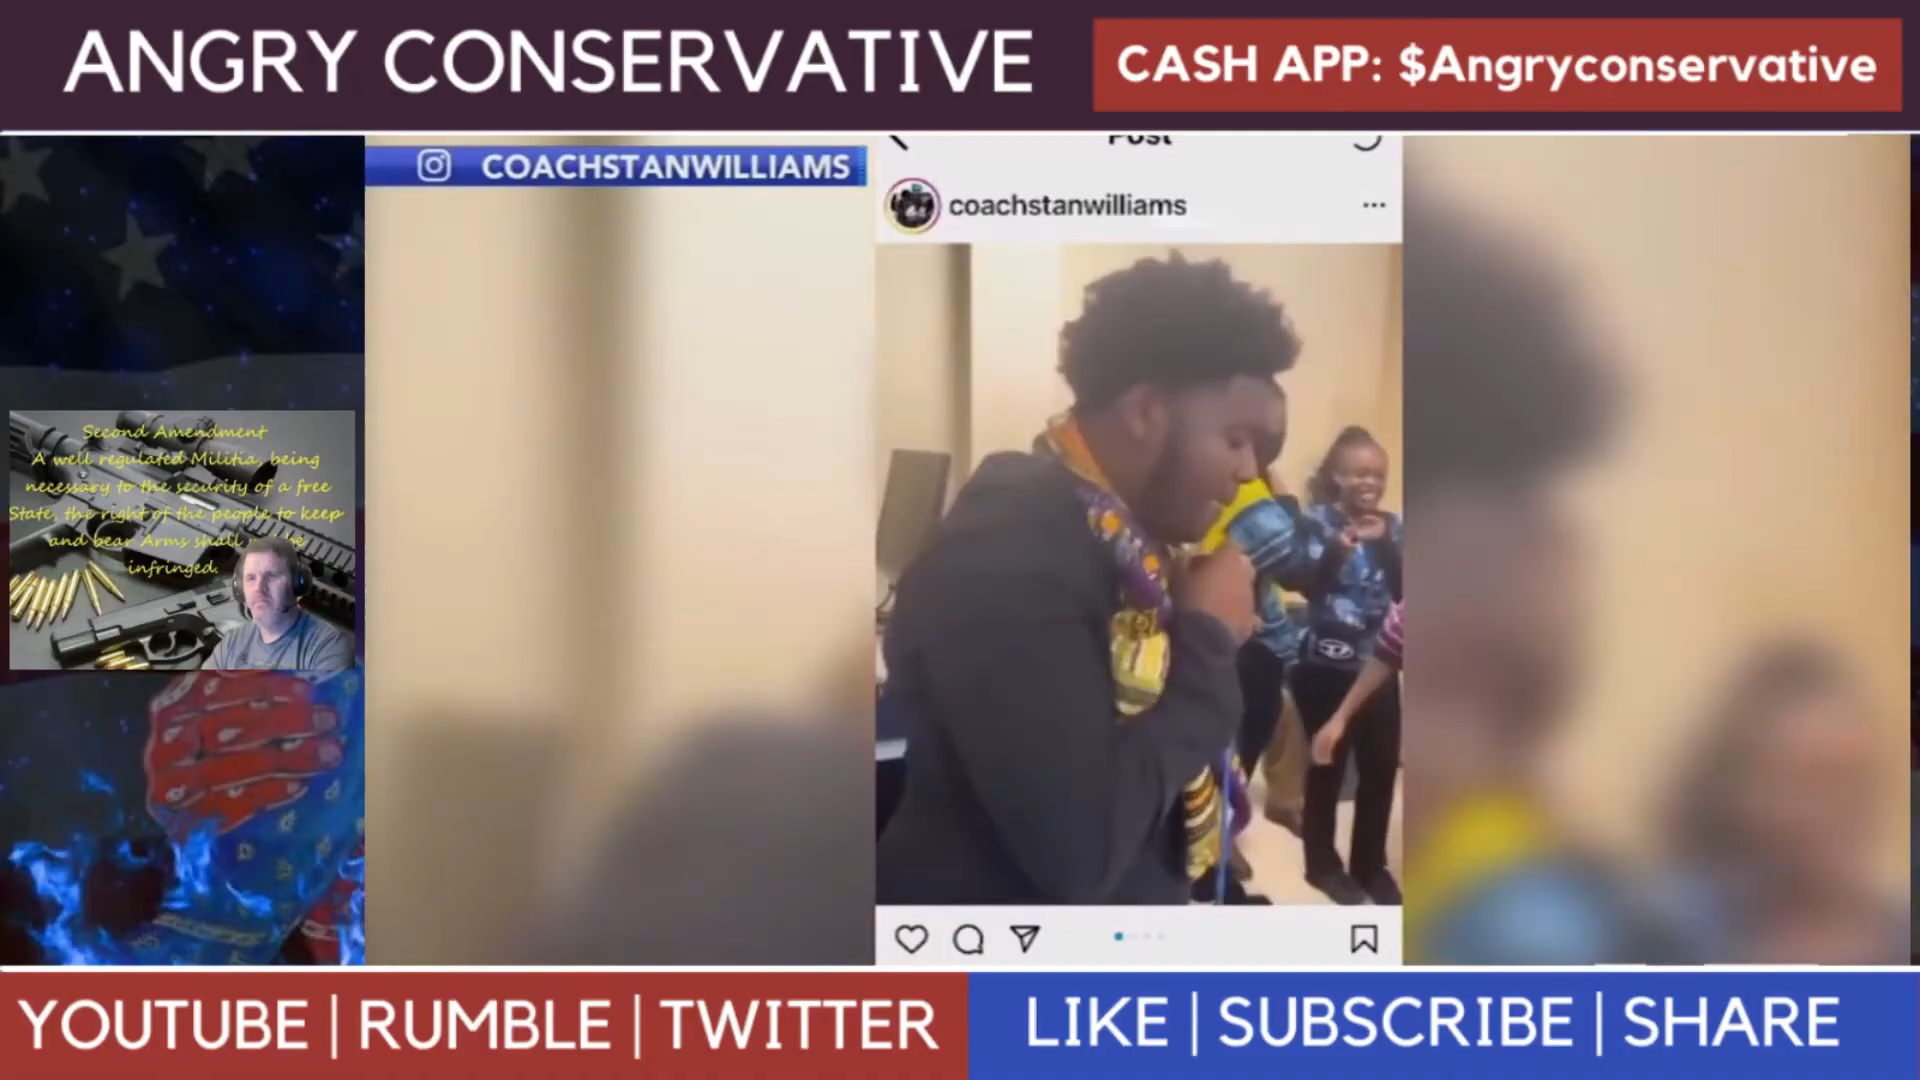 ANGRY CONSERVATIVE
CASH APP: $Angryconservative
COACHSTANWILLIAMS
Post
coachstanwilliams
Second Amendment
A well regulated Militia, being
necessary to the security of a free
State, the right of the people to keep
and bear Arms shall be
infringed.
YOUTUBE | RUMBLE | TWITTER
LIKE | SUBSCRIBE | SHARE